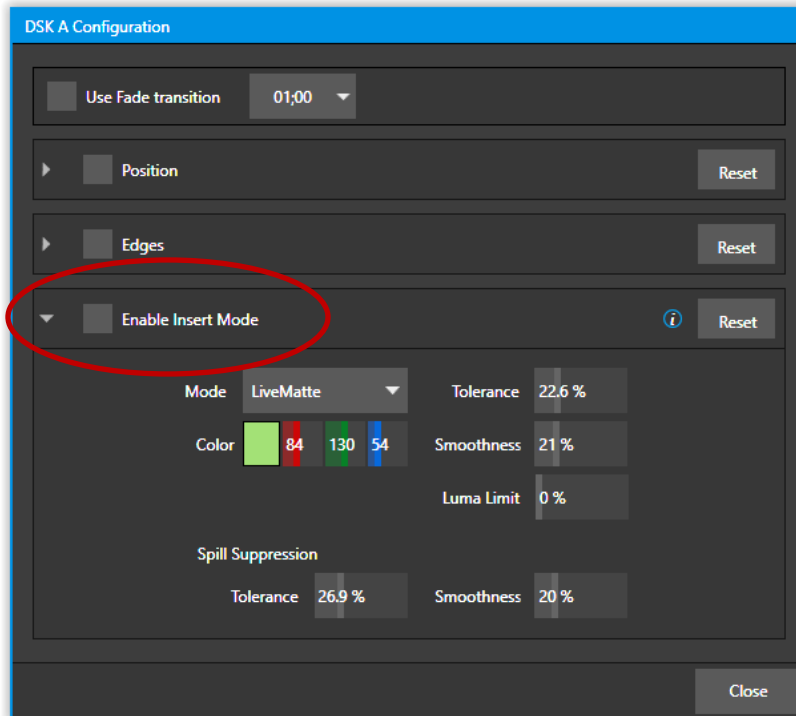 DSK A Configuration
Use Fade transition 01;00
Position Reset
Edges Reset
Enable Insert Mode i Reset
Mode LiveMatte Tolerance 22.6 %
Color 84 130 54 Smoothness 21 %
Luma Limit 0 %
Spill Suppression
Tolerance 26.9 % Smoothness 20 %
Close